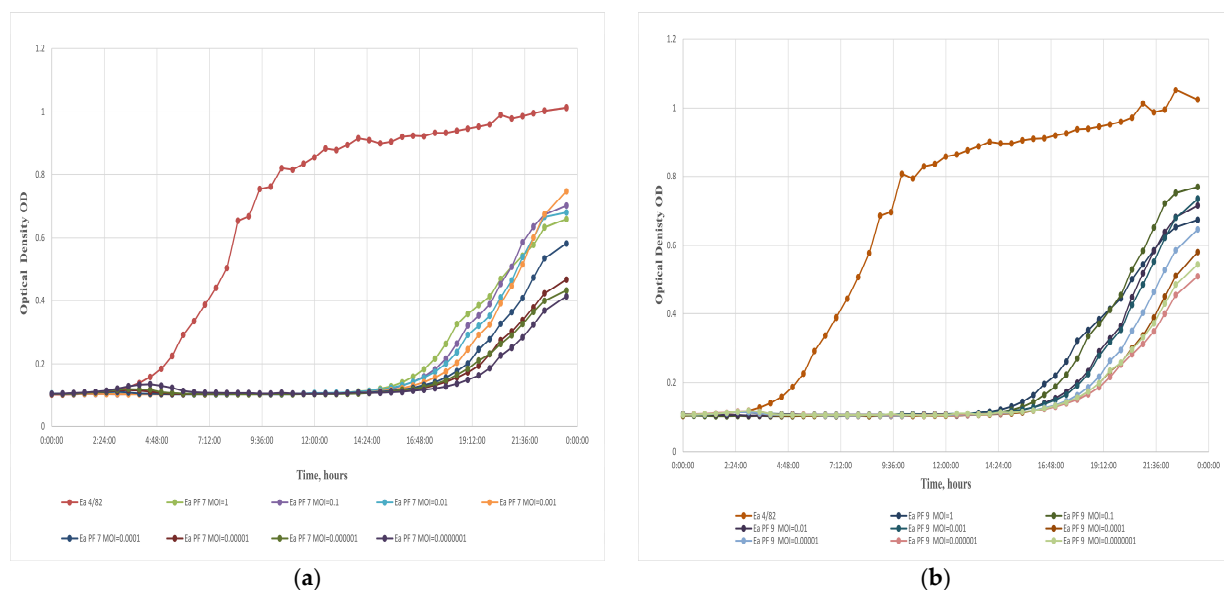 1.2
1
0.8
0.6
0.4
0.2
0
Optical Density OD
0:00:00 2:24:00 4:48:00 7:12:00 9:36:00 12:00:00 14:24:00 16:48:00 19:12:00 21:36:00 0:00:00
Time, hours
Ea 4/82 Ea PF 7 MOI=1 Ea PF 7 MOI=0.1 Ea PF 7 MOI=0.01 Ea PF 7 MOI=0.001
Ea PF 7 MOI=0.0001 Ea PF 7 MOI=0.00001 Ea PF 7 MOI=0.000001 Ea PF 7 MOI=0.0000001
(a)
1.2
1
0.8
0.6
0.4
0.2
0
Optical Denisty OD
0:00:00 2:24:00 4:48:00 7:12:00 9:36:00 12:00:00 14:24:00 16:48:00 19:12:00 21:36:00 0:00:00
Time, hours
Ea 4/82 Ea PF 9 MOI=1 Ea PF 9 MOI=0.1
Ea PF 9 MOI=0.01 Ea PF 9 MOI=0.001 Ea PF 9 MOI=0.0001
Ea PF 9 MOI=0.00001 Ea PF 9 MOI=0.000001 Ea PF 9 MOI=0.0000001
(b)